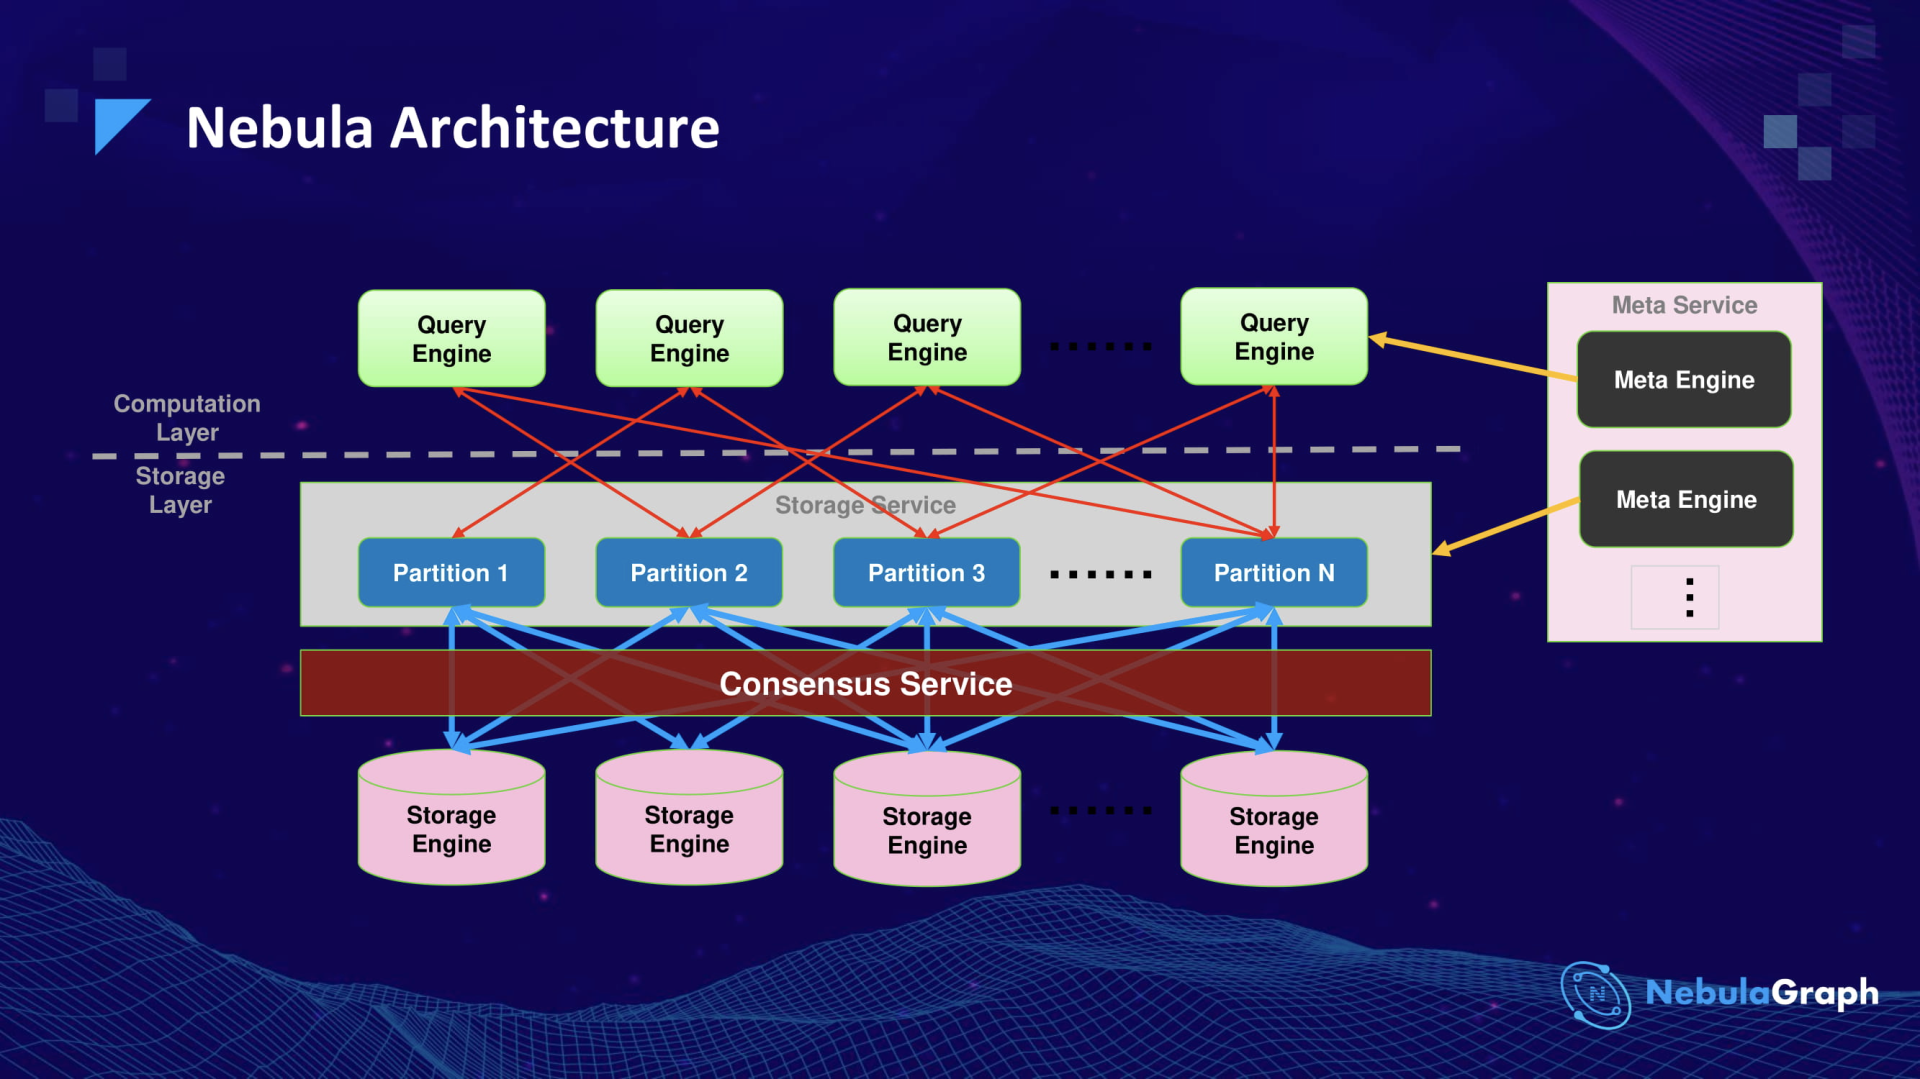 Nebula Architecture
Query
Engine
Query
Engine
Query
Engine
......
Query
Engine
Meta Service
Meta Engine
Meta Engine
Computation
Layer
Storage
Layer
Storage Service
Partition 1
Partition 2
Partition 3
......
Partition N
Consensus Service
Storage
Engine
Storage
Engine
Storage
Engine
......
Storage
Engine
N
NebulaGraph